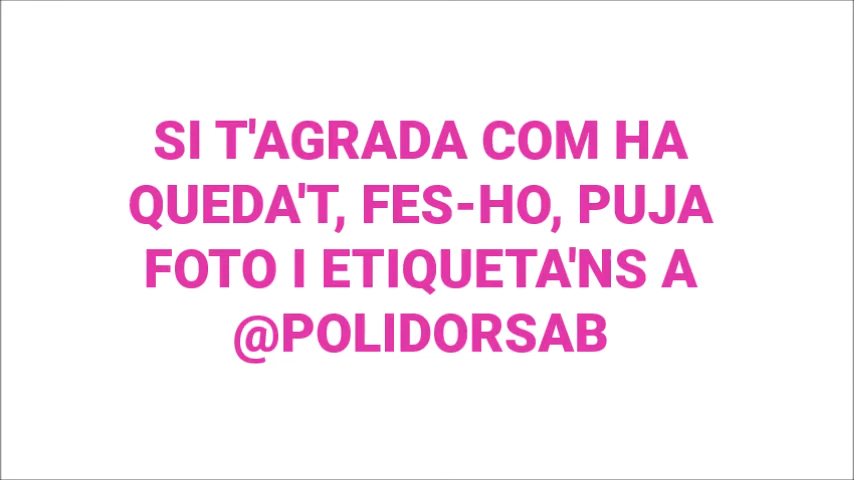 SI T'AGRADA COM HA
QUEDA'T, FES-HO, PUJA
FOTO I ETIQUETA'NS A
@POLIDORSAB